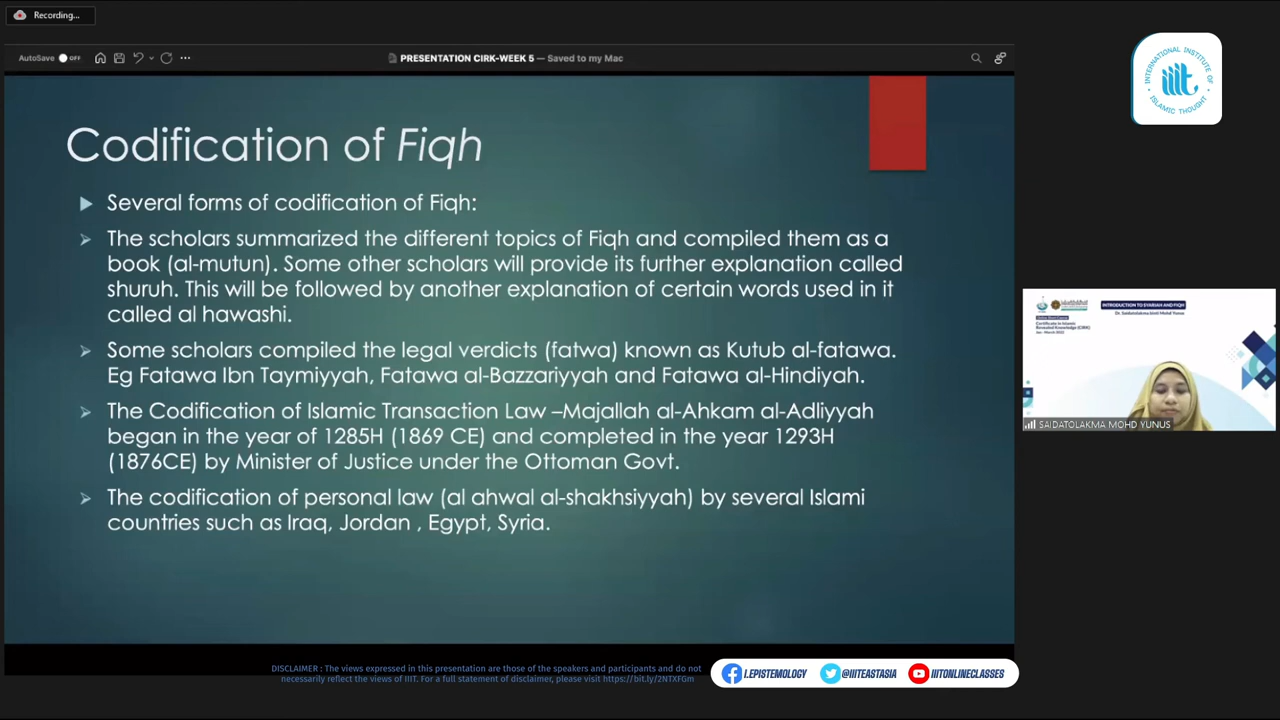 Recording...
AutoSave OFF
PRESENTATION CIRK-WEEK 5 — Saved to my Mac
INTERNATIONAL INSTITUTE OF ISLAMIC THOUGHT
iiit
Codification of Fiqh
Several forms of codification of Fiqh:
The scholars summarized the different topics of Fiqh and compiled them as a
book (al-mutun). Some other scholars will provide its further explanation called
shuruh. This will be followed by another explanation of certain words used in it
called al hawashi.
Some scholars compiled the legal verdicts (fatwa) known as Kutub al-fatawa.
Eg Fatawa Ibn Taymiyyah, Fatawa al-Bazzariyyah and Fatawa al-Hindiyah.
The Codification of Islamic Transaction Law –Majallah al-Ahkam al-Adliyyah
began in the year of 1285H (1869 CE) and completed in the year 1293H
(1876CE) by Minister of Justice under the Ottoman Govt.
The codification of personal law (al ahwal al-shakhsiyyah) by several Islami
countries such as Iraq, Jordan , Egypt, Syria.
INTRODUCTION TO SYARIAH AND FIQH
Dr. Saidatolakma binti Mohd Yunus
Certificate in Islamic
Revealed Knowledge (CIRK)
SAIDATOLAKMA MOHD YUNUS
DISCLAIMER : The views expressed in this presentation are those of the speakers and participants and do not
necessarily reflect the views of IIIT. For a full statement of disclaimer, please visit https://bit.ly/2NTXFGm
I.EPISTEMOLOGY
@IIITEASTASIA
IIITONLINECLASSES